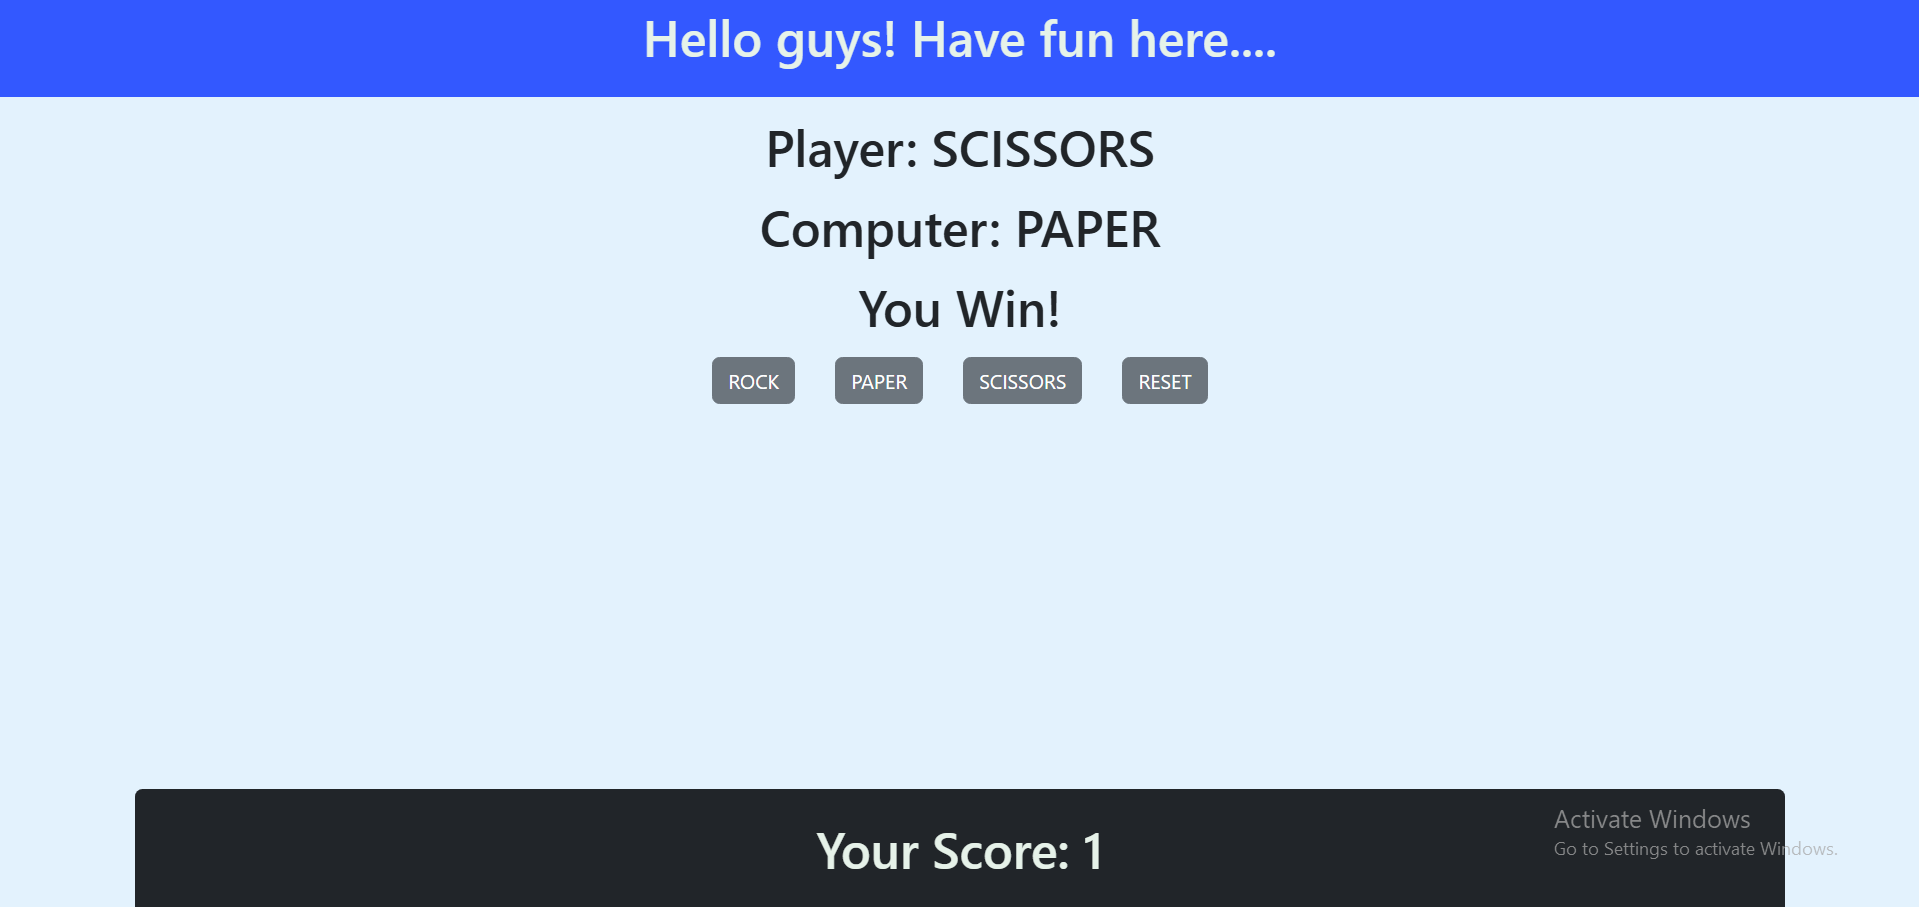 Hello guys! Have fun here....
Player: SCISSORS
Computer: PAPER
You Win!
ROCK PAPER SCISSORS RESET
Your Score: 1
Activate Windows
Go to Settings to activate Windows.